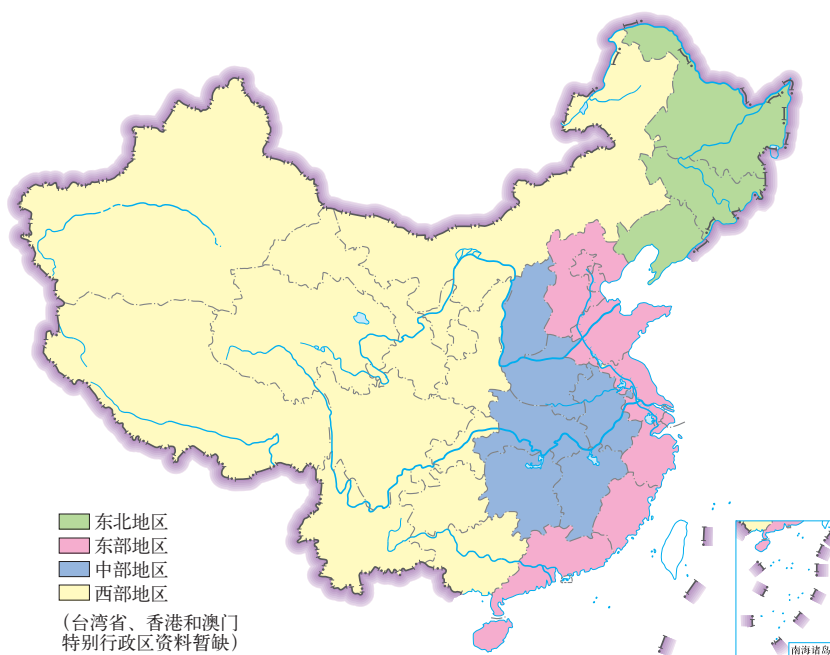 东北地区
东部地区
中部地区
西部地区
(台湾省、香港和澳门
特别行政区资料暂缺)
南海诸岛